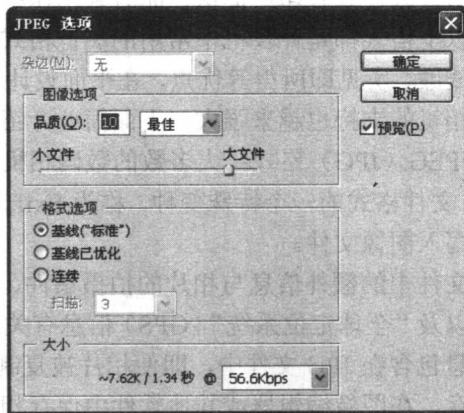 JPEG 选项
杂边(M): 无
确定
图像选项
取消
品质(Q): 10 最佳
预览(P)
小文件 大文件
格式选项
基线("标准")
基线已优化
连续
扫描: 3
大小
~7.62K / 1.34 秒 @ 56.6Kbps